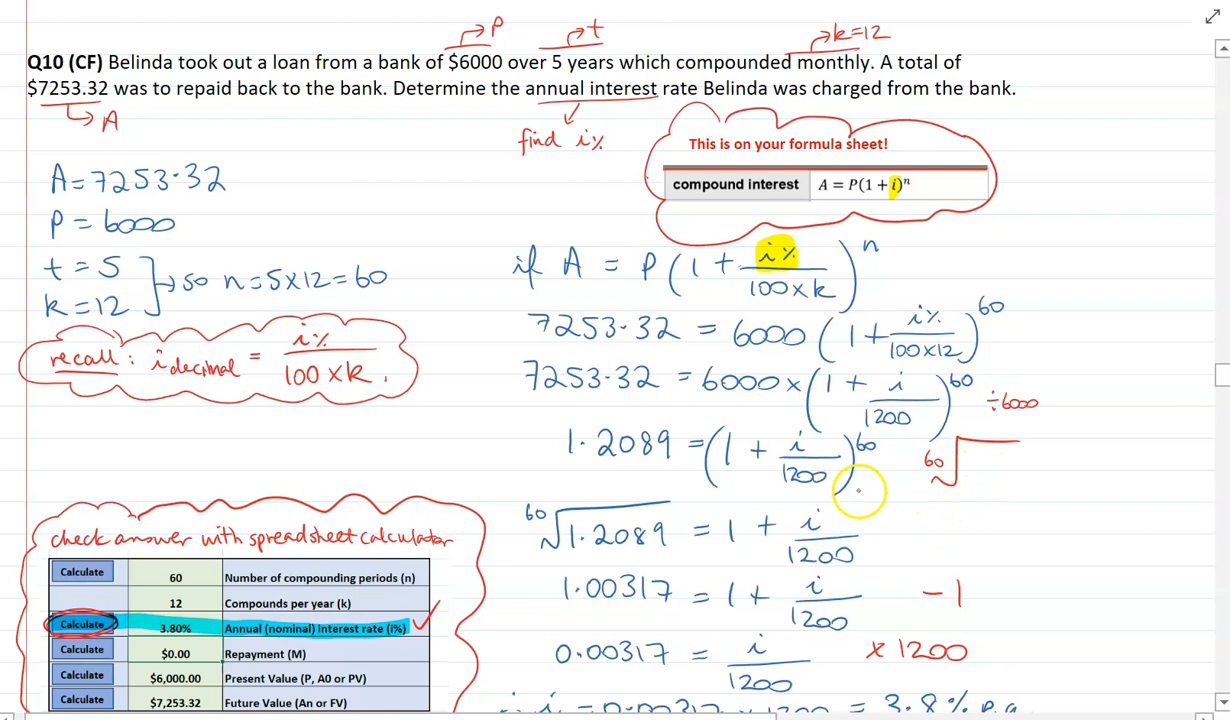 →P →t →k=12
Q10 (CF) Belinda took out a loan from a bank of $6000 over 5 years which compounded monthly. A total of
$7253.32 was to repaid back to the bank. Determine the annual interest rate Belinda was charged from the bank.
→A
find i%
This is on your formula sheet!
compound interest A = P(1 + i)ⁿ
A = 7253.32
P = 6000
t = 5
k = 12
→ so n = 5×12 = 60
recall: i decimal = i% / 100×k.
if A = P(1 + i% / 100×k)ⁿ
7253.32 = 6000(1 + i% / 100×12)⁶⁰
7253.32 = 6000×(1 + i / 1200)⁶⁰
÷6000
1.2089 = (1 + i / 1200)⁶⁰
⁶⁰√
⁶⁰√1.2089 = 1 + i / 1200
1.00317 = 1 + i / 1200
-1
0.00317 = i / 1200
×1200
∴ i = 0.00317 × 1200 = 3.8% p.a
check answer with spreadsheet calculator
Calculate 60 Number of compounding periods (n)
12 Compounds per year (k)
Calculate 3.80% Annual (nominal) interest rate (i%) ✓
Calculate $0.00 Repayment (M)
Calculate $6,000.00 Present Value (P, A0 or PV)
Calculate $7,253.32 Future Value (An or FV)